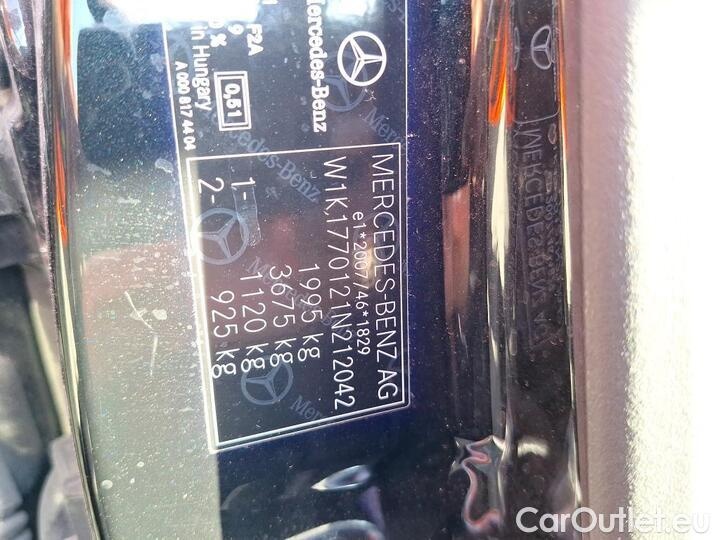 Mercedes-Benz
F2A
in Hungary
0,51
A 000 817 44 04
MERCEDES-BENZ AG
e1*2007/46*1829
W1K1770121N212042
1995 kg
3675 kg
1- 1120 kg
2- 925 kg
CarOutlet.eu